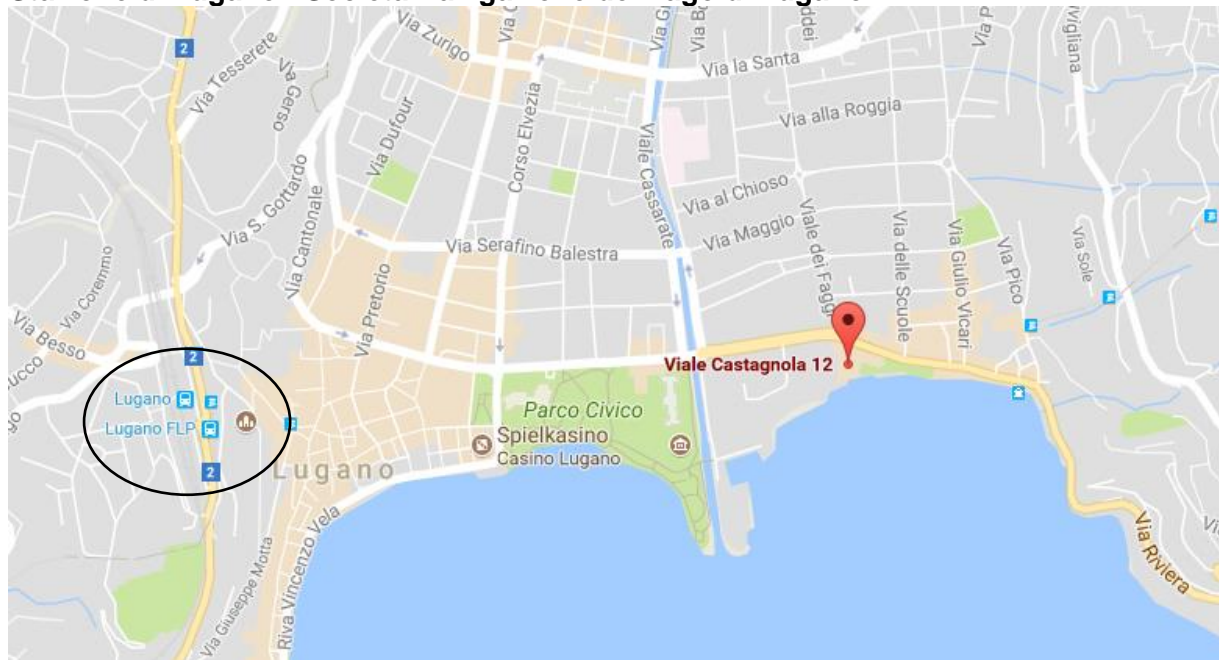 Via Zurigo
2
Via Tesserete
Via Gerso
Via la Santa
Via alla Roggia
vigliana
Via Dufour
Corso Elvezia
Viale Cassarate
Via al Chioso
Via S. Gottardo
Via Cantonale
Via Serafino Balestra
Via Maggio
Viale dei Faggi
Via delle Scuole
Via Giulio Vicari
Via Pico
Via Sole
Via Coremmo
Via Besso
Via Pretorio
2
Viale Castagnola 12
Lugano
Lugano FLP
Parco Civico
Spielkasino
Casino Lugano
2
Lugano
Riva Vincenzo Vela
Via Giuseppe Motta
Via Riviera